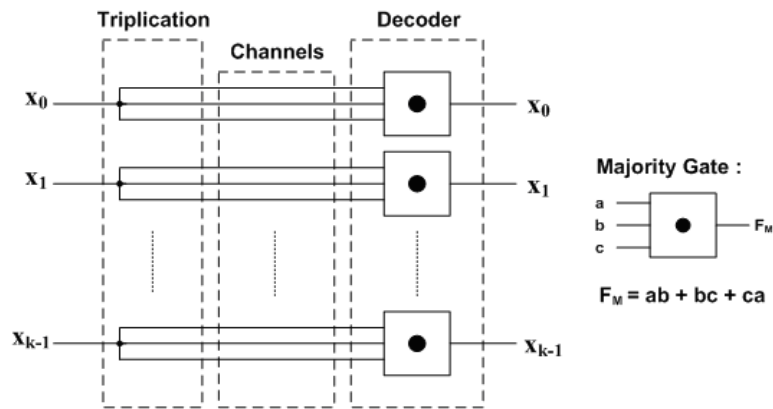 Triplication
Decoder
Channels
x0
x0
x1
x1
Majority Gate :
a
b
c
FM
FM = ab + bc + ca
xk-1
xk-1